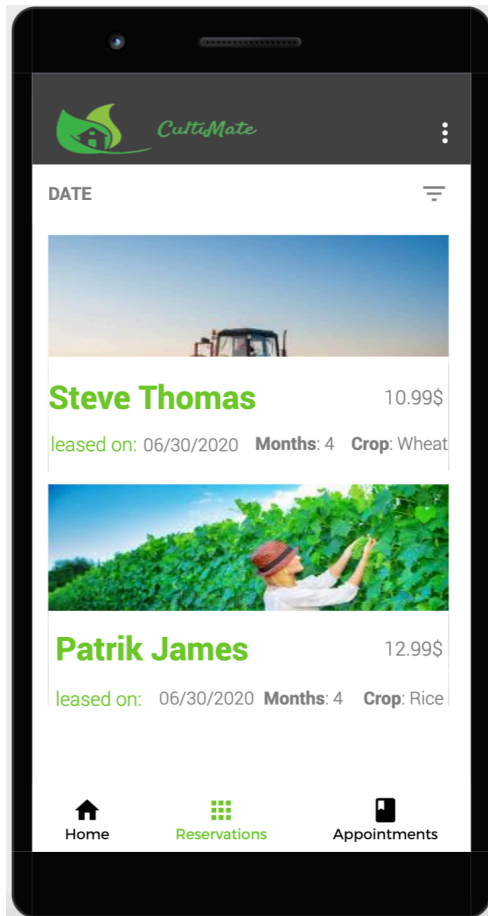 CultiMate
DATE
Steve Thomas 10.99$
leased on: 06/30/2020 Months: 4 Crop: Wheat
Patrik James 12.99$
leased on: 06/30/2020 Months: 4 Crop: Rice
Home Reservations Appointments